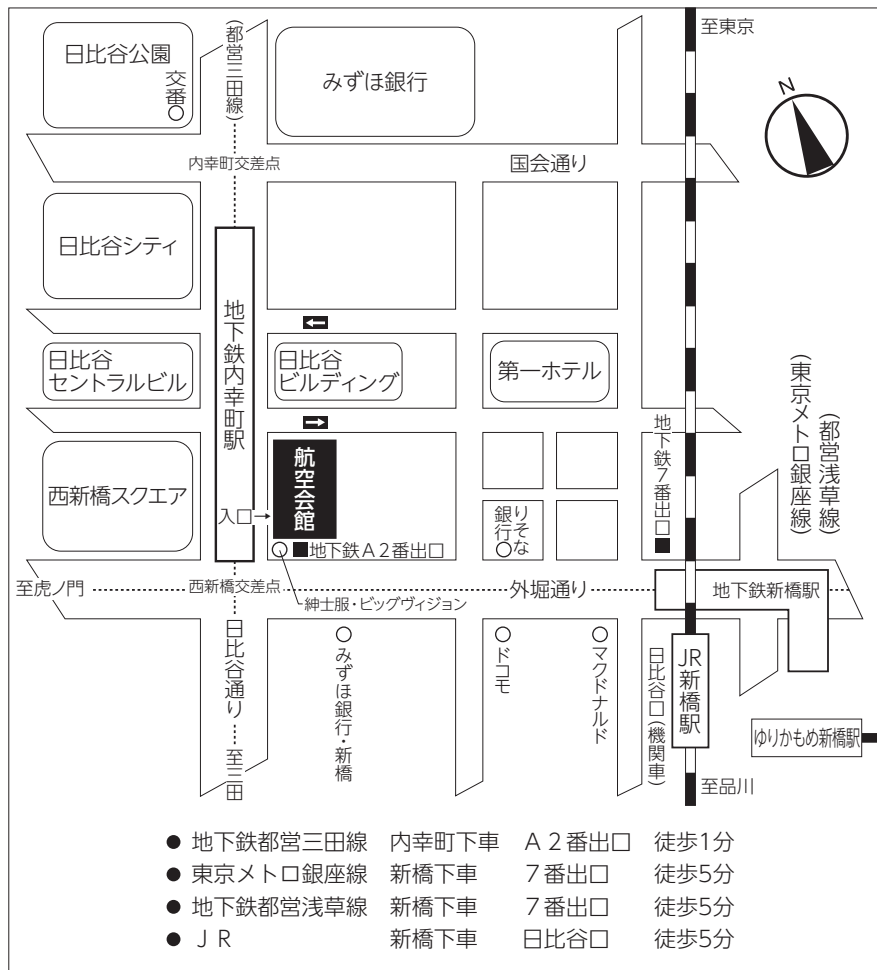 日比谷公園
交番
(都営三田線)
みずほ銀行
至東京
N
内幸町交差点
国会通り
日比谷シティ
地下鉄内幸町駅
日比谷
セントラルビル
日比谷
ビルディング
第一ホテル
(都営浅草線)
(東京メトロ銀座線)
西新橋スクエア
入口→
航空会館
りそな
銀行
地下鉄7番出口
地下鉄A2番出口
至虎ノ門
西新橋交差点
紳士服・ビッグヴィジョン
外堀通り
地下鉄新橋駅
日比谷通り
至三田
みずほ銀行・新橋
ドコモ
マクドナルド
日比谷口(機関車)
JR新橋駅
ゆりかもめ新橋駅
至品川
● 地下鉄都営三田線 内幸町下車 A2番出口 徒歩1分
● 東京メトロ銀座線 新橋下車 7番出口 徒歩5分
● 地下鉄都営浅草線 新橋下車 7番出口 徒歩5分
● JR 新橋下車 日比谷口 徒歩5分